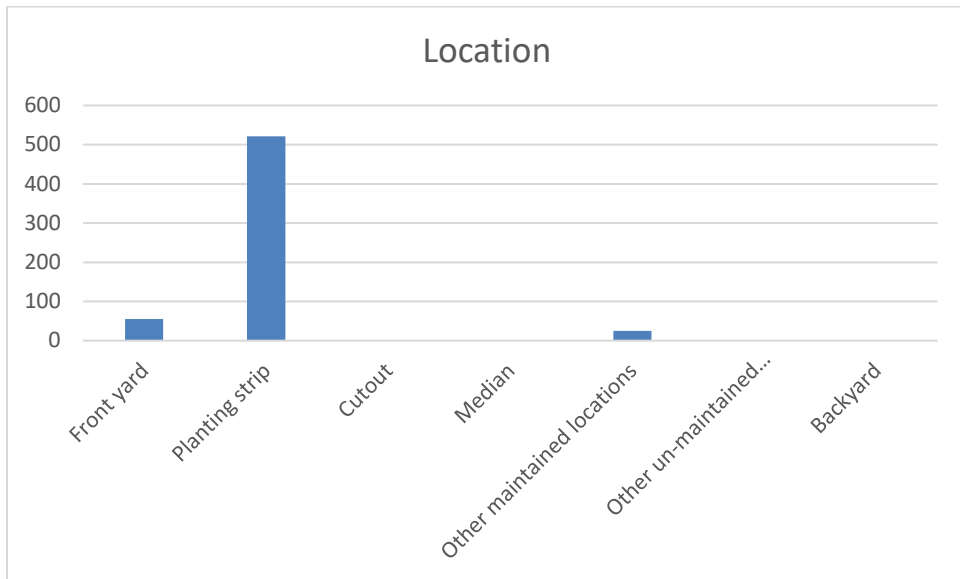 Location
600
500
400
300
200
100
0
Front yard
Planting strip
Cutout
Median
Other maintained locations
Other un-maintained...
Backyard